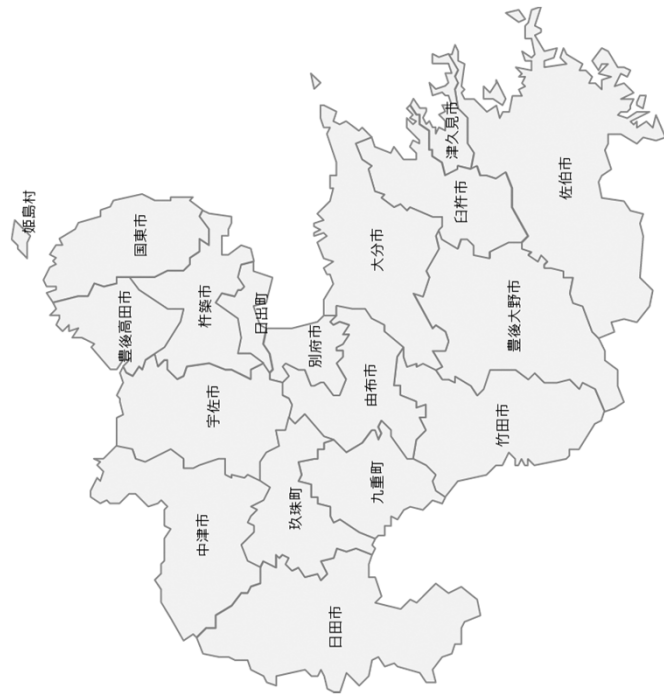 姫島村
国東市
豊後高田市
杵築市
日出町
宇佐市
中津市
別府市
由布市
大分市
津久見市
臼杵市
佐伯市
豊後大野市
竹田市
九重町
玖珠町
日田市